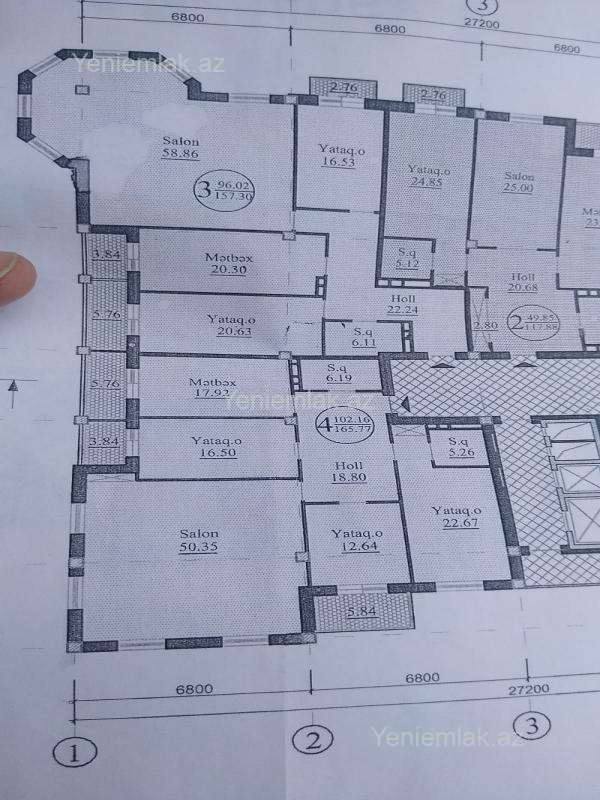 3
6800
27200
6800
6800
Yeniemlak.az
2.76
2.76
Salon
58.86
Yataq.o
16.53
Yataq.o
24.85
Salon
25.00
3 96.02
157.30
3.84
Mətbəx
20.30
S.q
5.12
Holl
20.68
Holl
22.24
2.80
2 49.85
117.88
5.76
Yataq.o
20.63
S.q
6.11
5.76
Mətbəx
17.92
S.q
6.19
Yeniemlak.az
4 102.16
165.77
3.84
Yataq.o
16.50
S.q
5.26
Holl
18.80
Salon
50.35
Yataq.o
12.64
Yataq.o
22.67
5.84
6800
6800
27200
1
2
3
Yeniemlak.az